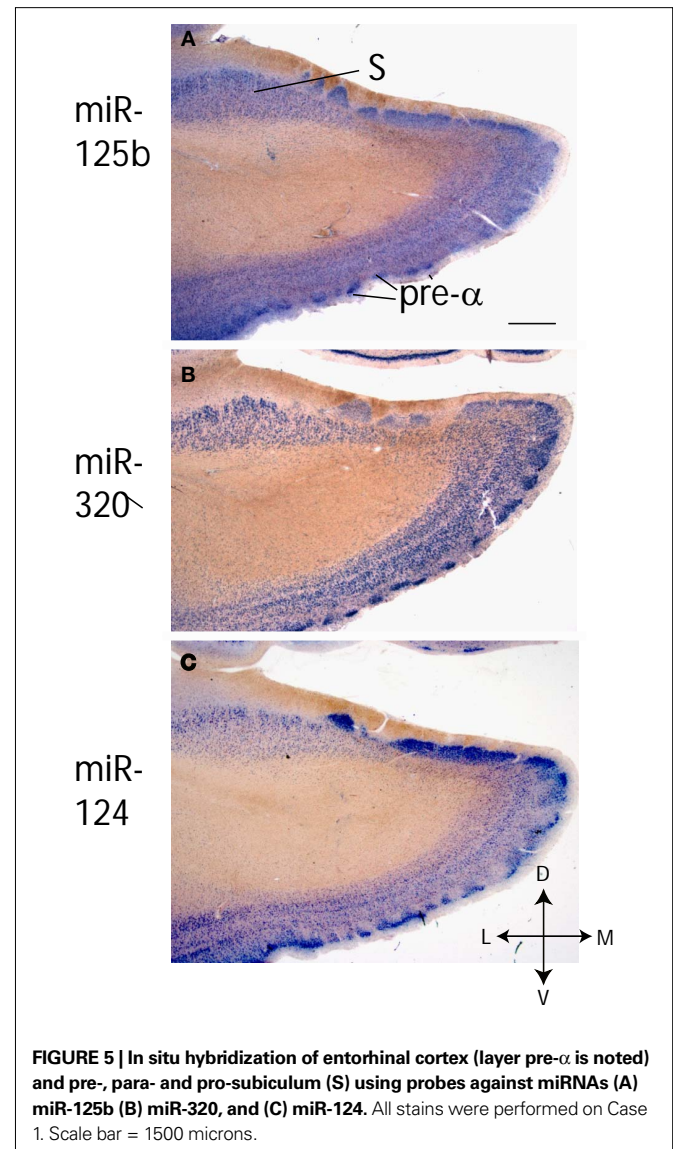 A
S
miR-
125b
pre-α
B
miR-
320
C
miR-
124
D
L
M
V
FIGURE 5 | In situ hybridization of entorhinal cortex (layer pre-α is noted)
and pre-, para- and pro-subiculum (S) using probes against miRNAs (A)
miR-125b (B) miR-320, and (C) miR-124. All stains were performed on Case
1. Scale bar = 1500 microns.